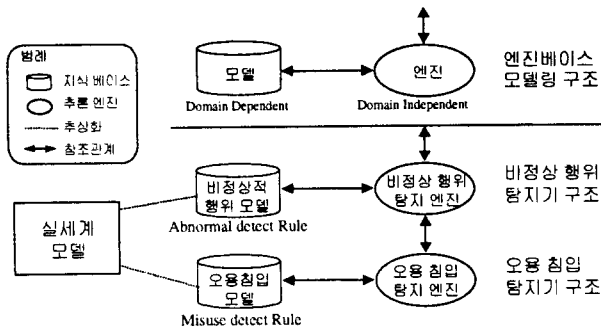 범례
지식 베이스
추론 엔진
추상화
참조관계
모델
Domain Dependent
엔진
Domain Independent
엔진베이스
모델링 구조
비정상적
행위 모델
Abnormal detect Rule
비정상 행위
탐지 엔진
비정상 행위
탐지기 구조
실세계
모델
오용침입
모델
Misuse detect Rule
오용 침입
탐지 엔진
오용 침입
탐지기 구조